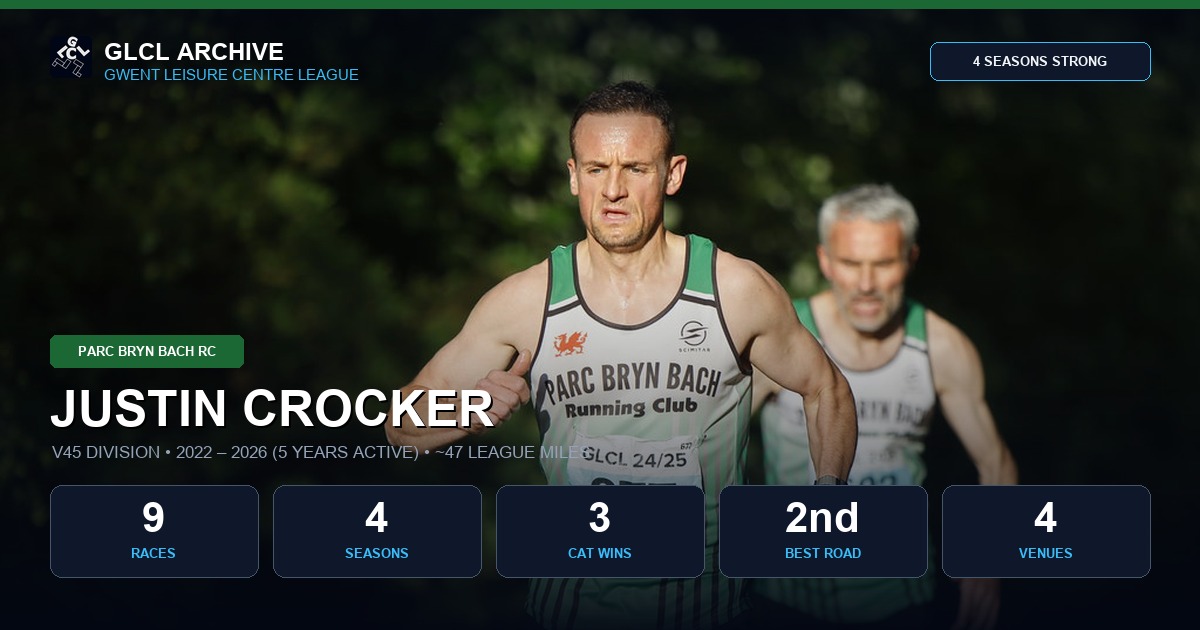 GLCL ARCHIVE
GWENT LEISURE CENTRE LEAGUE
4 SEASONS STRONG
SCIMITAR
PARC BRYN BACH
Running Club
GLCL 24/25
PARC BRYN BACH RC
JUSTIN CROCKER
V45 DIVISION • 2022 – 2026 (5 YEARS ACTIVE) • ~47 LEAGUE MILES
9
RACES
4
SEASONS
3
CAT WINS
2nd
BEST ROAD
4
VENUES